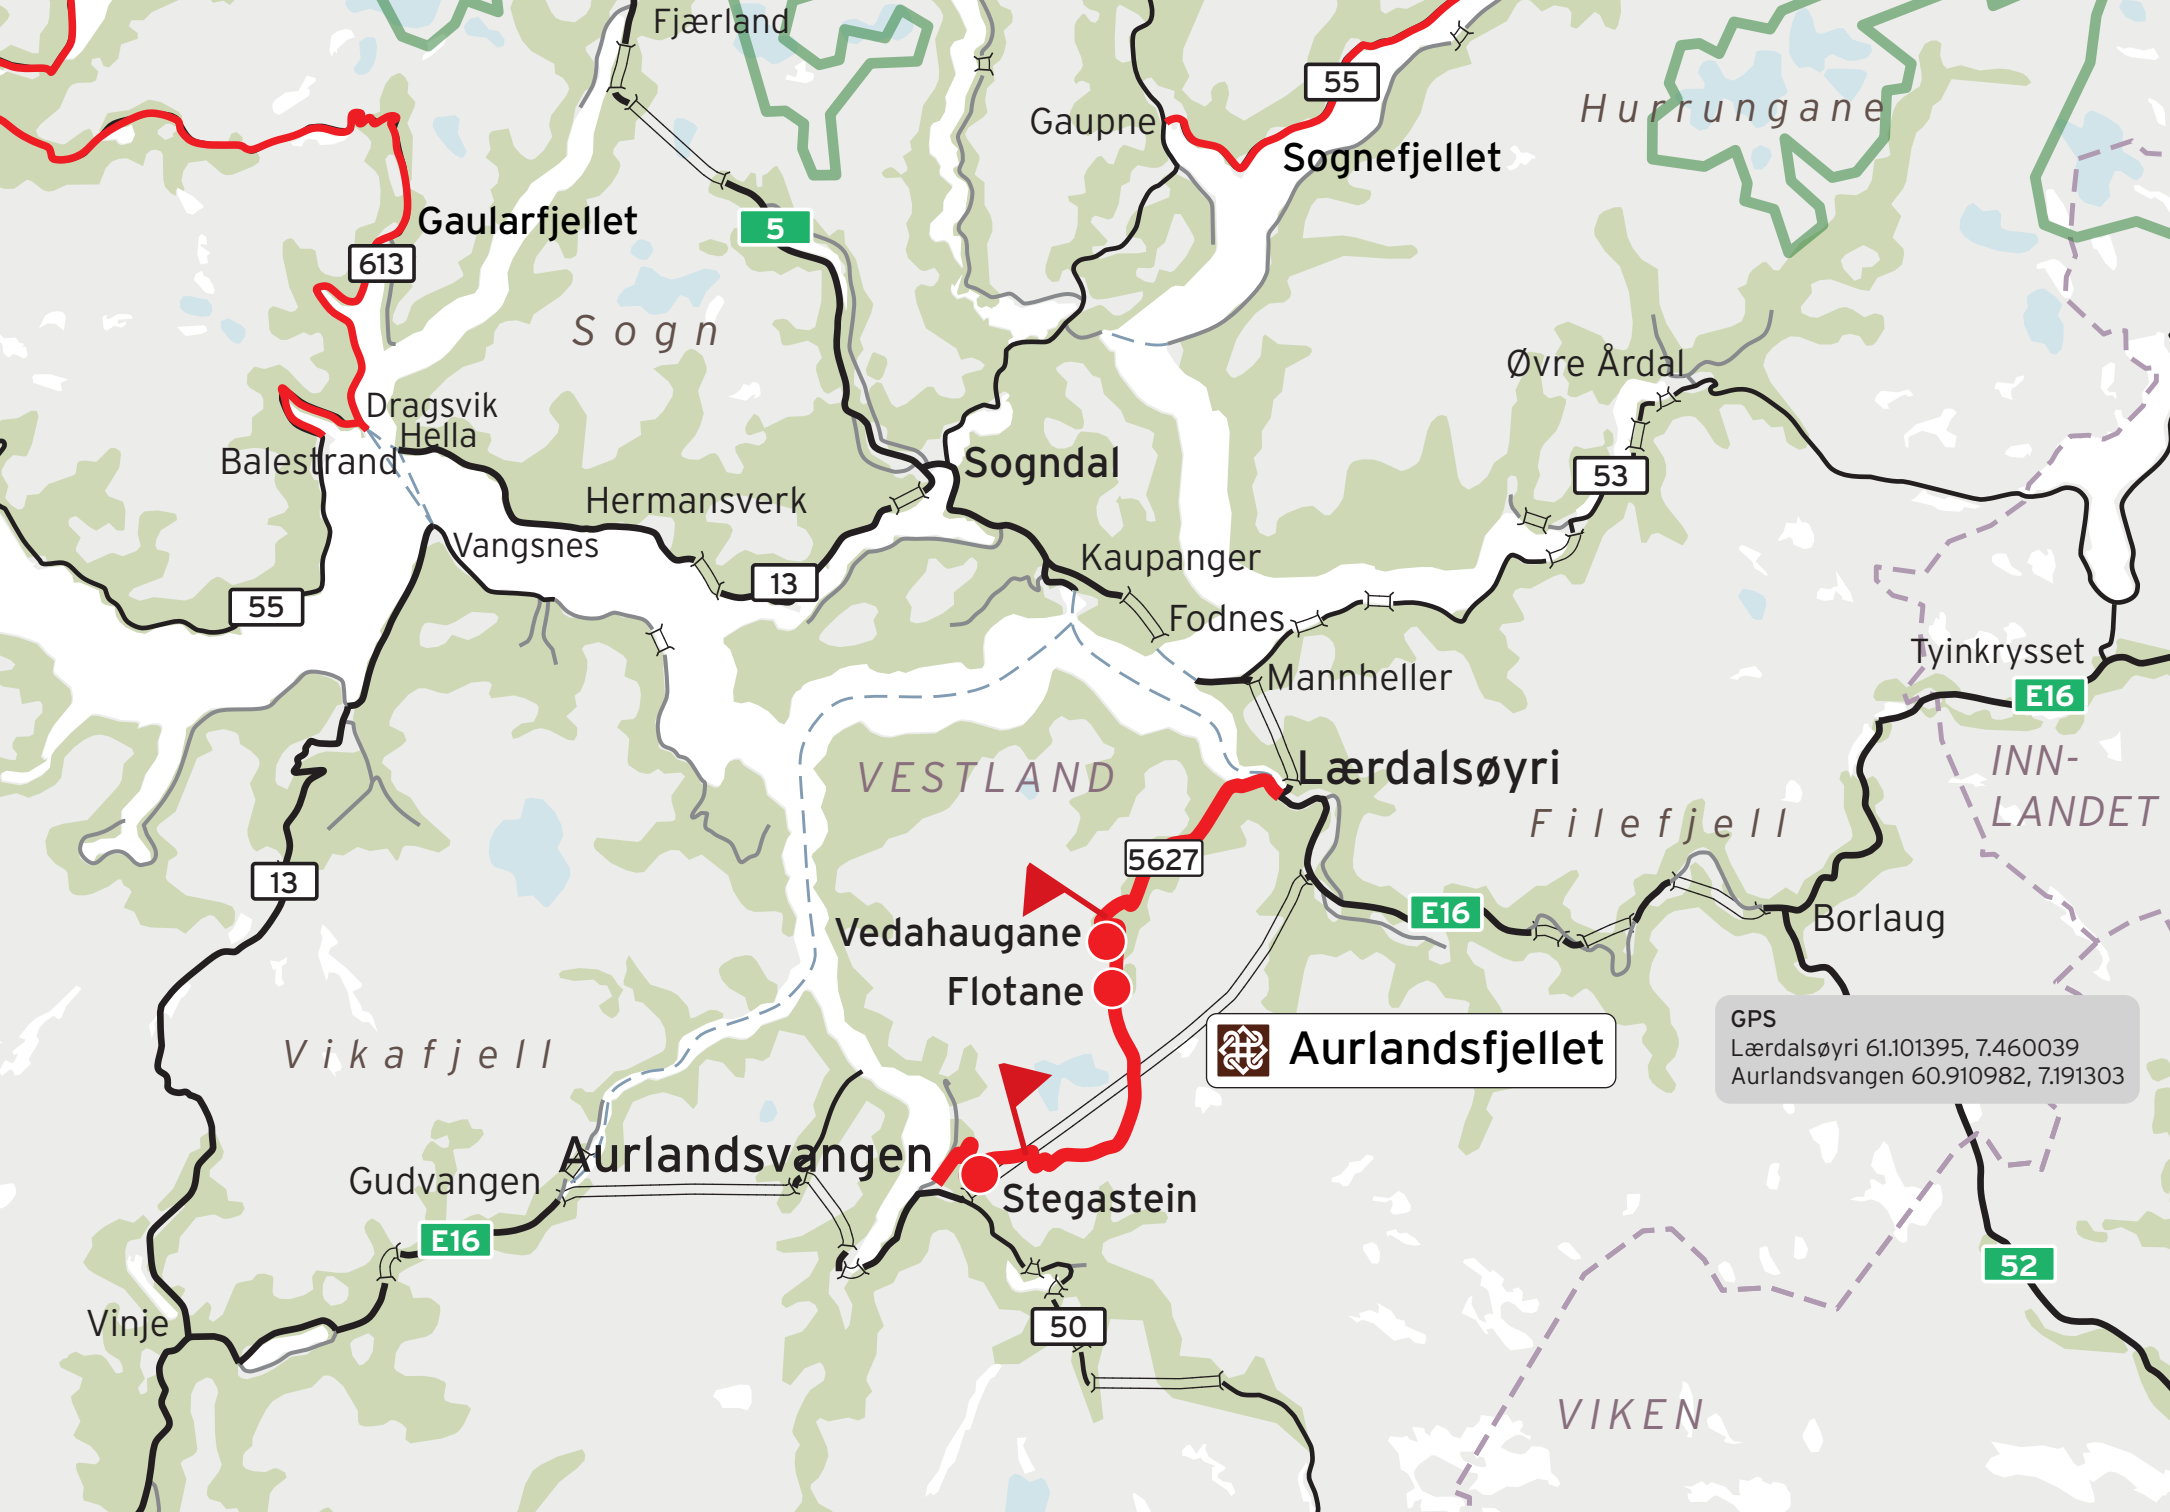 Fjærland
55
Hurrungane
Gaupne
Sognefjellet
Gaularfjellet
5
613
Sogn
Øvre Årdal
Dragsvik
Hella
Balestrand
Sogndal
53
Hermansverk
Vangsnes
Kaupanger
13
55
Fodnes
Tyinkrysset
Mannheller
E16
VESTLAND
Lærdalsøyri
INN-
LANDET
Filefjell
5627
13
E16
Vedahaugane
Borlaug
Flotane
GPS
Lærdalsøyri 61.101395, 7.460039
Aurlandsvangen 60.910982, 7.191303
Vikafjell
Aurlandsfjellet
Aurlandsvangen
Gudvangen
Stegastein
E16
52
Vinje
50
VIKEN